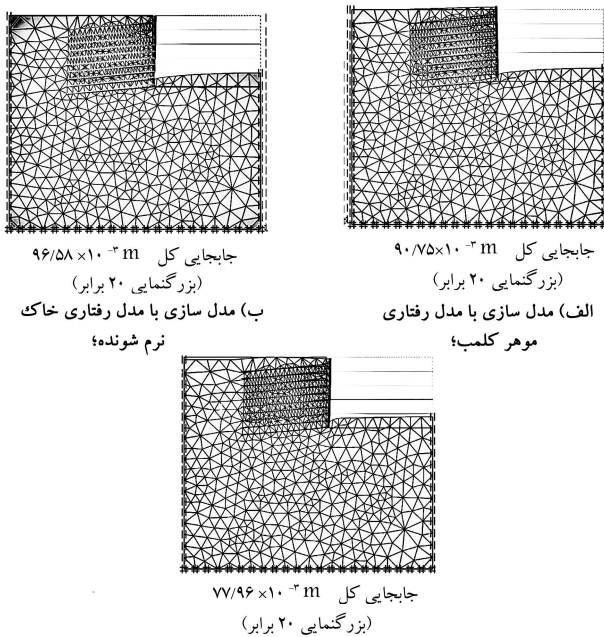 جابجایی کل ۹۰/۷۵×۱۰⁻³ m
(بزرگنمایی ۲۰ برابر)
الف) مدل سازی با مدل رفتاری
موهر کلمب؛
جابجایی کل ۹۶/۵۸ ×۱۰⁻³ m
(بزرگنمایی ۲۰ برابر)
ب) مدل سازی با مدل رفتاری خاک
نرم شونده؛
جابجایی کل ۷۷/۹۶ ×۱۰⁻³ m
(بزرگنمایی ۲۰ برابر)